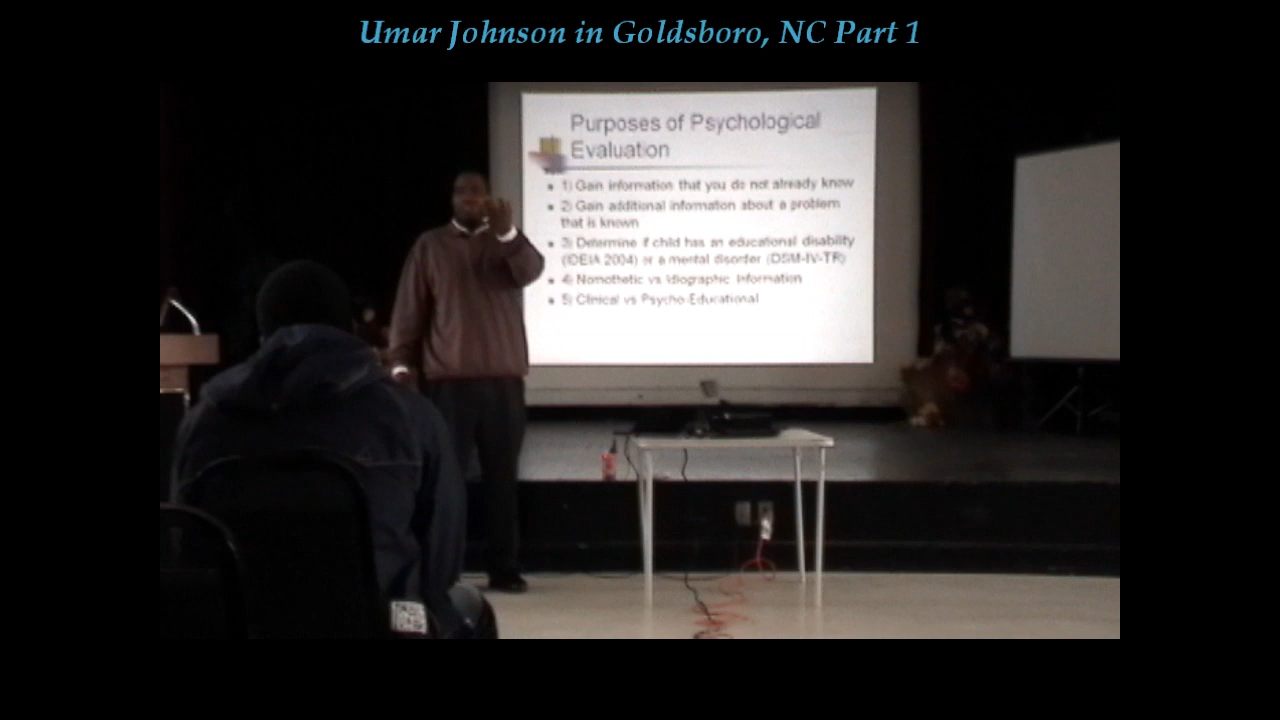 Umar Johnson in Goldsboro, NC Part 1
Purposes of Psychological
Evaluation
1) Gain information that you do not already know
2) Gain additional information about a problem
that is known
3) Determine if child has an educational disability
(IDEIA 2004) or a mental disorder (DSM-IV-TR)
4) Nomothetic vs Idiographic Information
5) Clinical vs Psycho-Educational